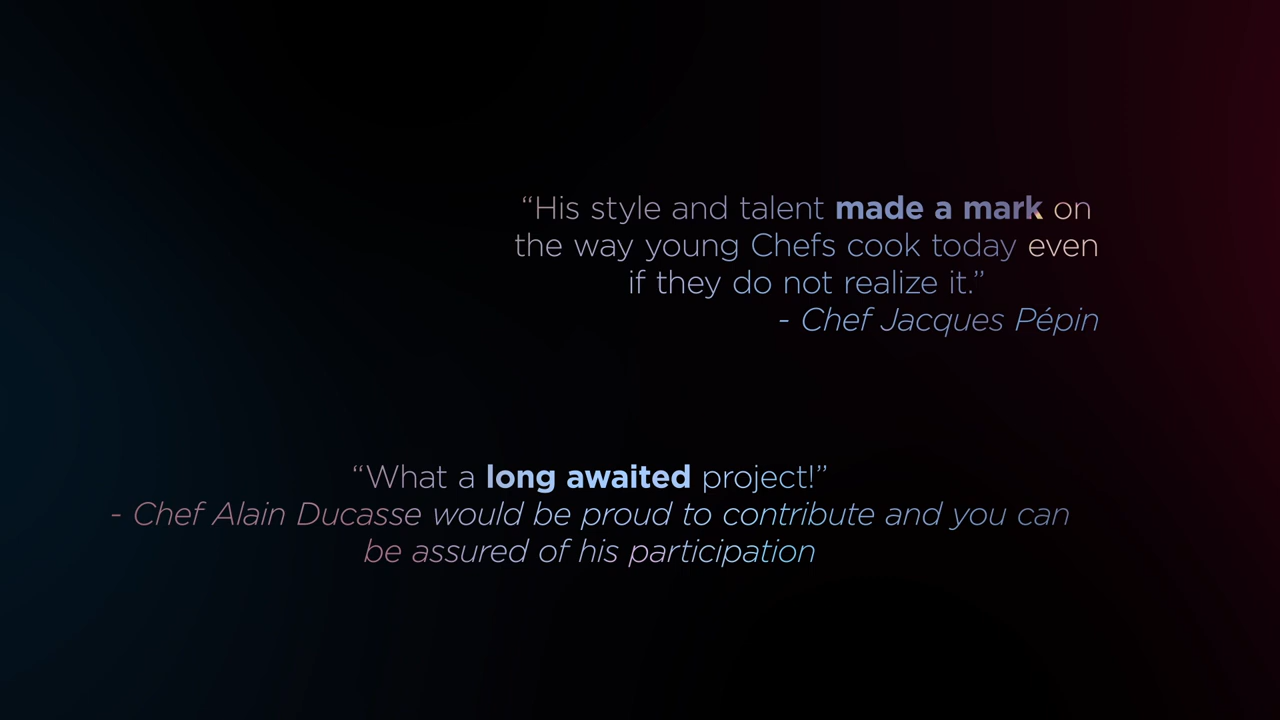 “His style and talent made a mark on
the way young Chefs cook today even
if they do not realize it.”
- Chef Jacques Pépin
“What a long awaited project!”
- Chef Alain Ducasse would be proud to contribute and you can
be assured of his participation